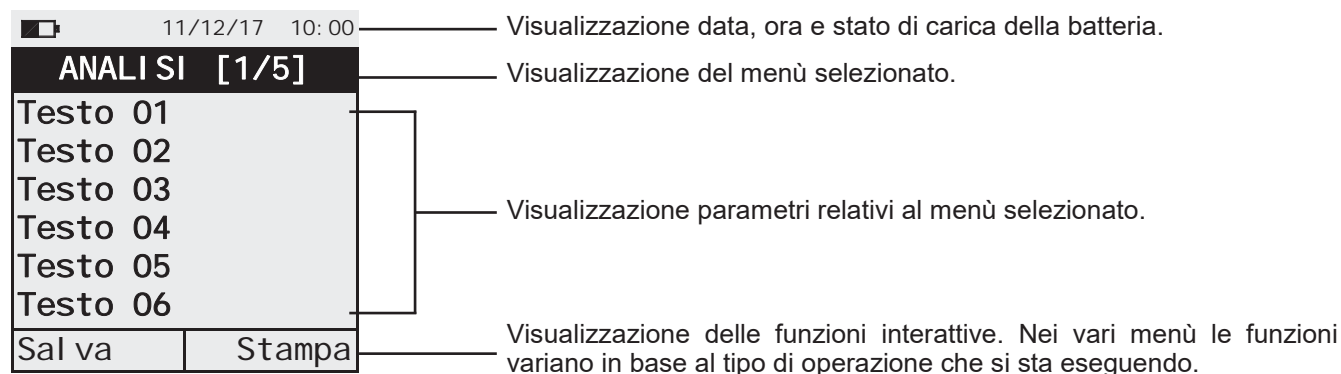 11/12/17 10:00
Visualizzazione data, ora e stato di carica della batteria.
ANALISI [1/5]
Visualizzazione del menù selezionato.
Testo 01
Testo 02
Testo 03
Testo 04
Testo 05
Testo 06
Visualizzazione parametri relativi al menù selezionato.
Salva Stampa
Visualizzazione delle funzioni interattive. Nei vari menù le funzioni
variano in base al tipo di operazione che si sta eseguendo.